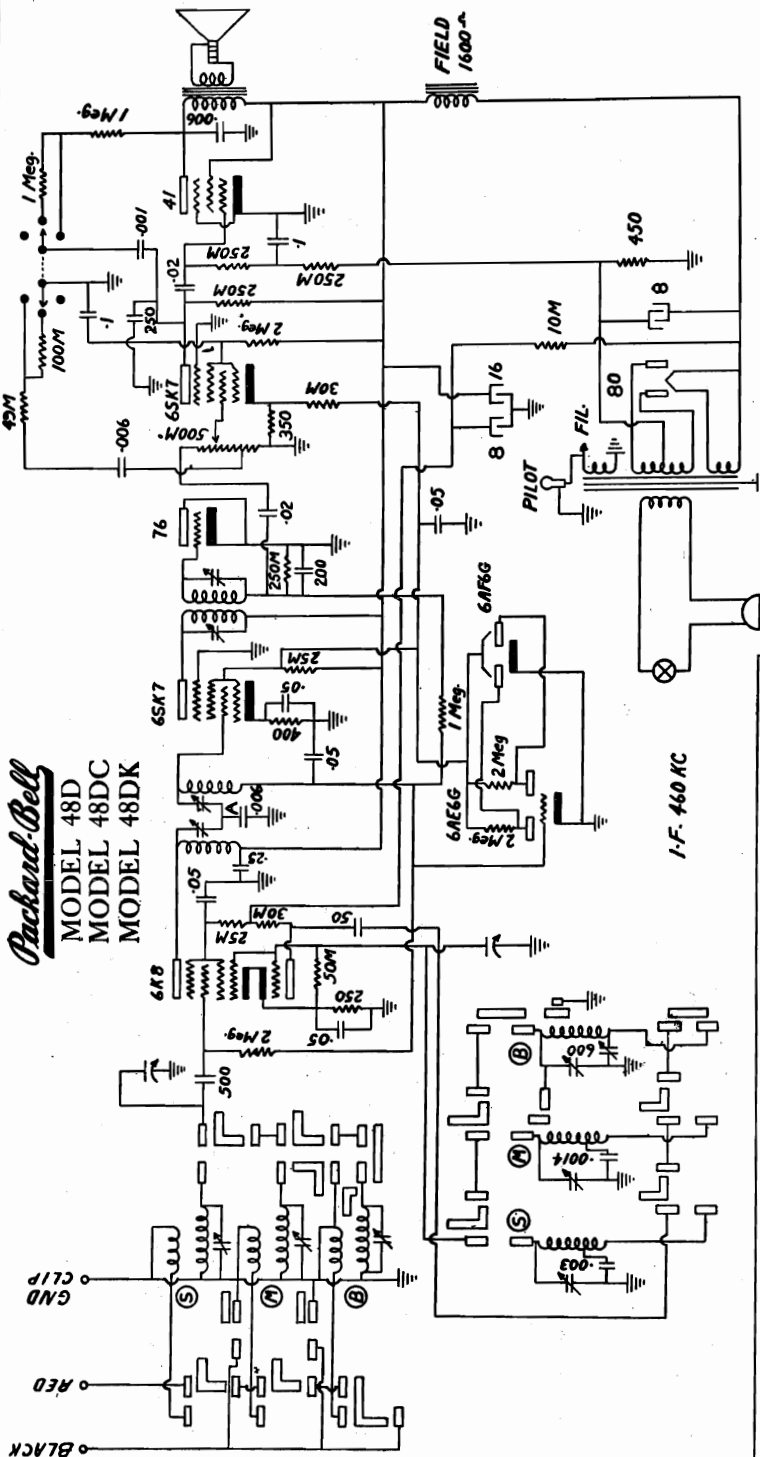 Packard-Bell
MODEL 48D
MODEL 48DC
MODEL 48DK
FIELD
1600Ω
1 Meg.
1 Meg.
.006
41
.001
250M
.1
250M
.02
250M
250
.1
100M
49M
2 Meg.
6SK7
30M
350
500M
.006
450
8
10M
80
16
8
FIL.
PILOT
.05
76
.02
250M
200
6SK7
25M
.05
400
.05
1 Meg.
6AF6G
2 Meg
6AE6G
2 Meg.
A
.006
.25
.05
25M
30M
50
6K8
50M
250
.05
2 Meg.
500
I-F. 460 KC
B
600
M
.0014
S
.003
GND
CLIP
S
M
B
RED
BLACK